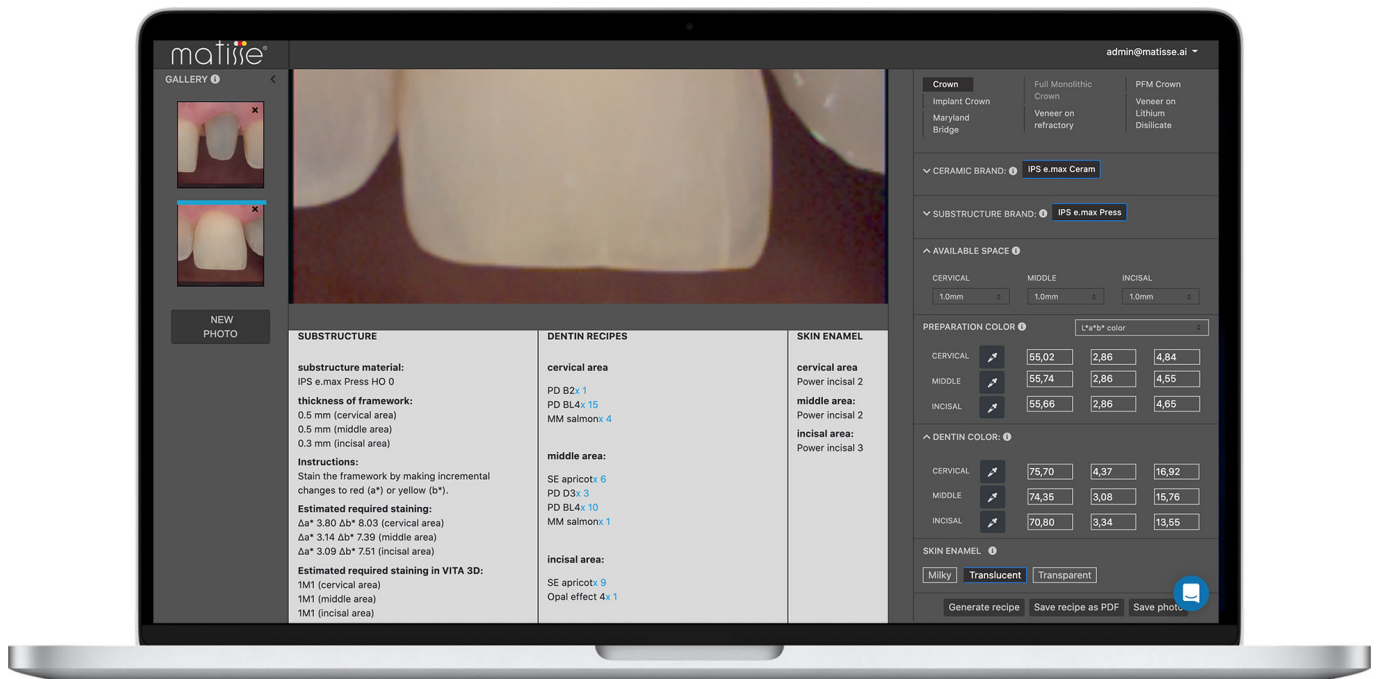 matisse®
admin@matisse.ai
GALLERY
NEW
PHOTO
SUBSTRUCTURE
substructure material:
IPS e.max Press HO 0
thickness of framework:
0.5 mm (cervical area)
0.5 mm (middle area)
0.3 mm (incisal area)
Instructions:
Stain the framework by making incremental
changes to red (a*) or yellow (b*).
Estimated required staining:
Δa* 3.80 Δb* 8.03 (cervical area)
Δa* 3.14 Δb* 7.39 (middle area)
Δa* 3.09 Δb* 7.51 (incisal area)
Estimated required staining in VITA 3D:
1M1 (cervical area)
1M1 (middle area)
1M1 (incisal area)
DENTIN RECIPES
cervical area
PD B2x 1
PD BL4x 15
MM salmonx 4
middle area:
SE apricotx 6
PD D3x 3
PD BL4x 10
MM salmonx 1
incisal area:
SE apricotx 9
Opal effect 4x 1
SKIN ENAMEL
cervical area
Power incisal 2
middle area:
Power incisal 2
incisal area:
Power incisal 3
Crown
Implant Crown
Maryland
Bridge
Full Monolithic
Crown
Veneer on
refractory
PFM Crown
Veneer on
Lithium
Disilicate
CERAMIC BRAND: IPS e.max Ceram
SUBSTRUCTURE BRAND: IPS e.max Press
AVAILABLE SPACE
CERVICAL MIDDLE INCISAL
1.0mm 1.0mm 1.0mm
PREPARATION COLOR L*a*b* color
CERVICAL 55,02 2,86 4,84
MIDDLE 55,74 2,86 4,55
INCISAL 55,66 2,86 4,65
DENTIN COLOR:
CERVICAL 75,70 4,37 16,92
MIDDLE 74,35 3,08 15,76
INCISAL 70,80 3,34 13,55
SKIN ENAMEL
Milky Translucent Transparent
Generate recipe Save recipe as PDF Save photo